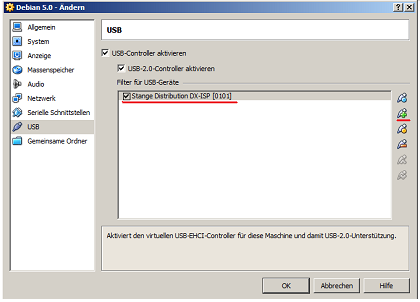 Debian 5.0 - Ändern
Allgemein
System
Anzeige
Massenspeicher
Audio
Netzwerk
Serielle Schnittstellen
USB
Gemeinsame Ordner
USB
USB-Controller aktivieren
USB-2.0-Controller aktivieren
Filter für USB-Geräte
Stange Distribution DX-ISP [0101]
Aktiviert den virtuellen USB-EHCI-Controller für diese Maschine und damit USB-2.0-Unterstützung.
OK Abbrechen Hilfe